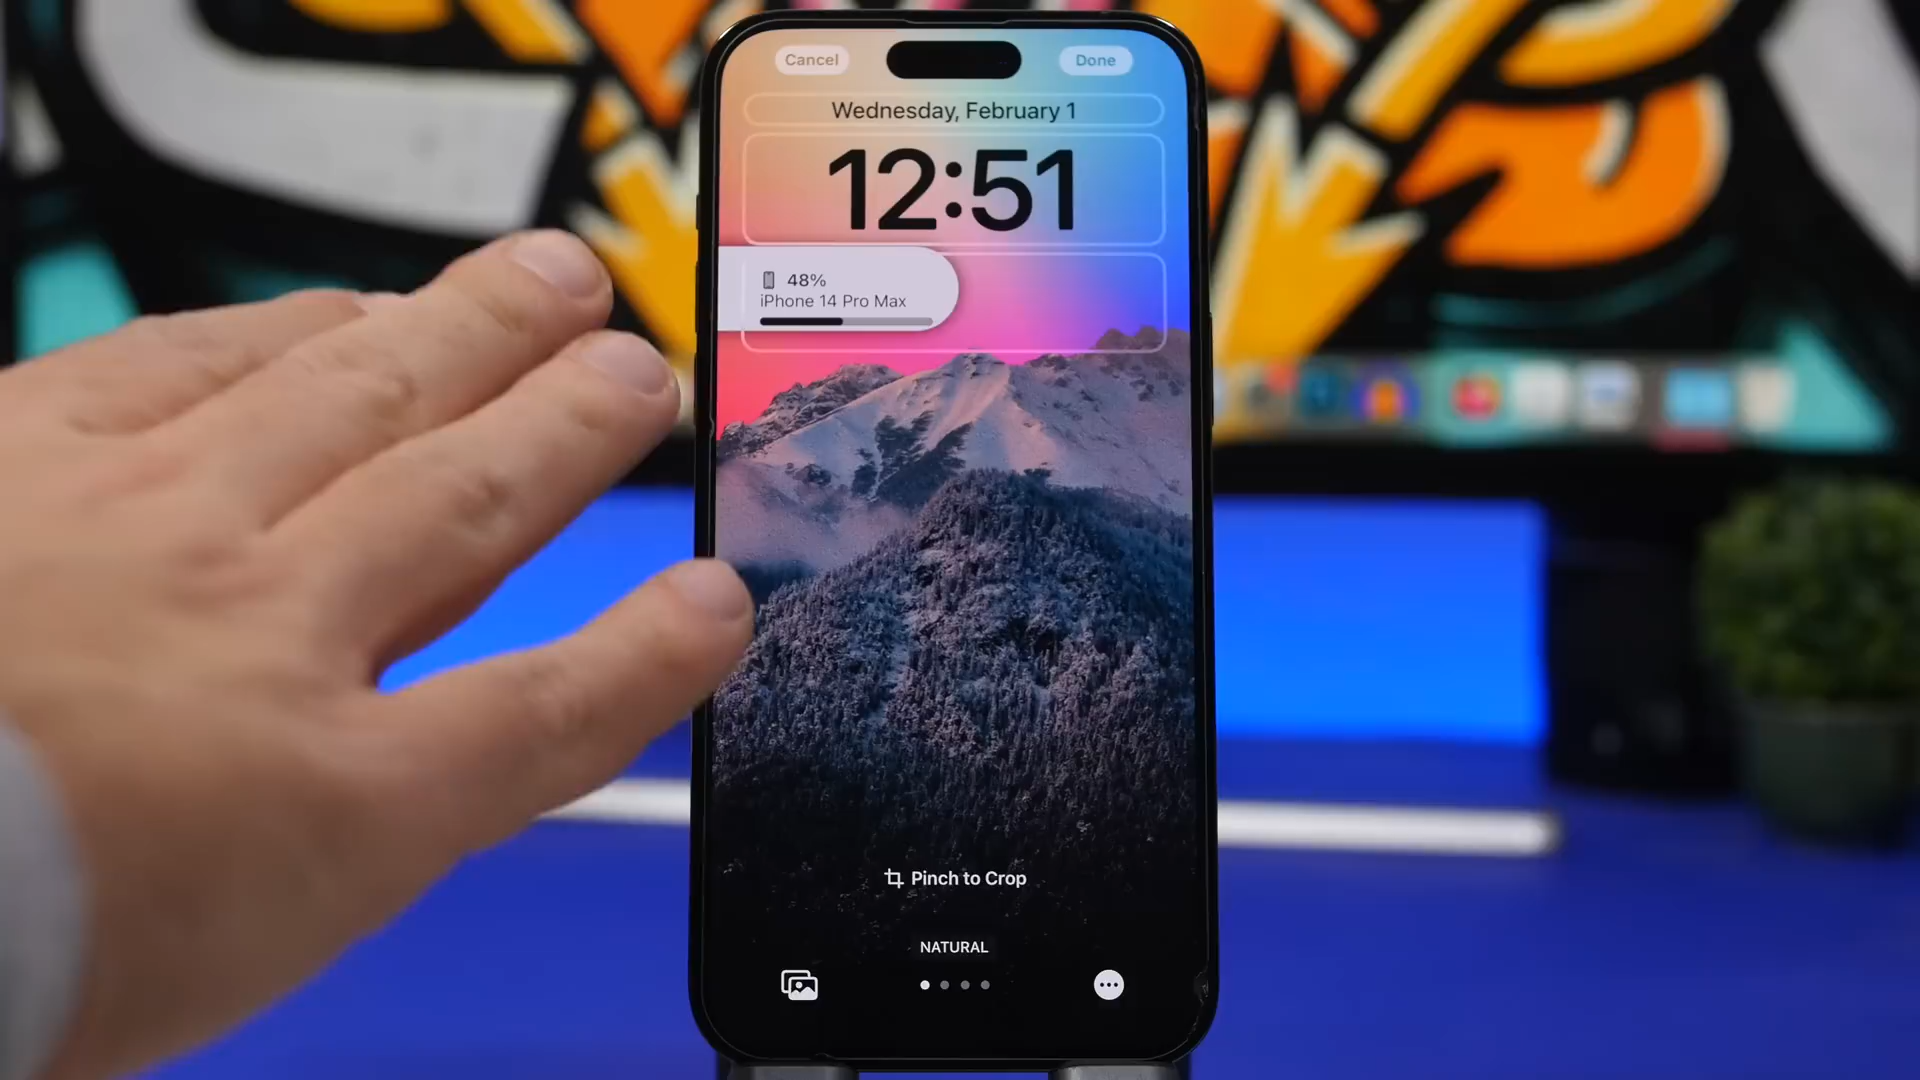 Cancel
Done
Wednesday, February 1
12:51
48%
iPhone 14 Pro Max
Pinch to Crop
NATURAL